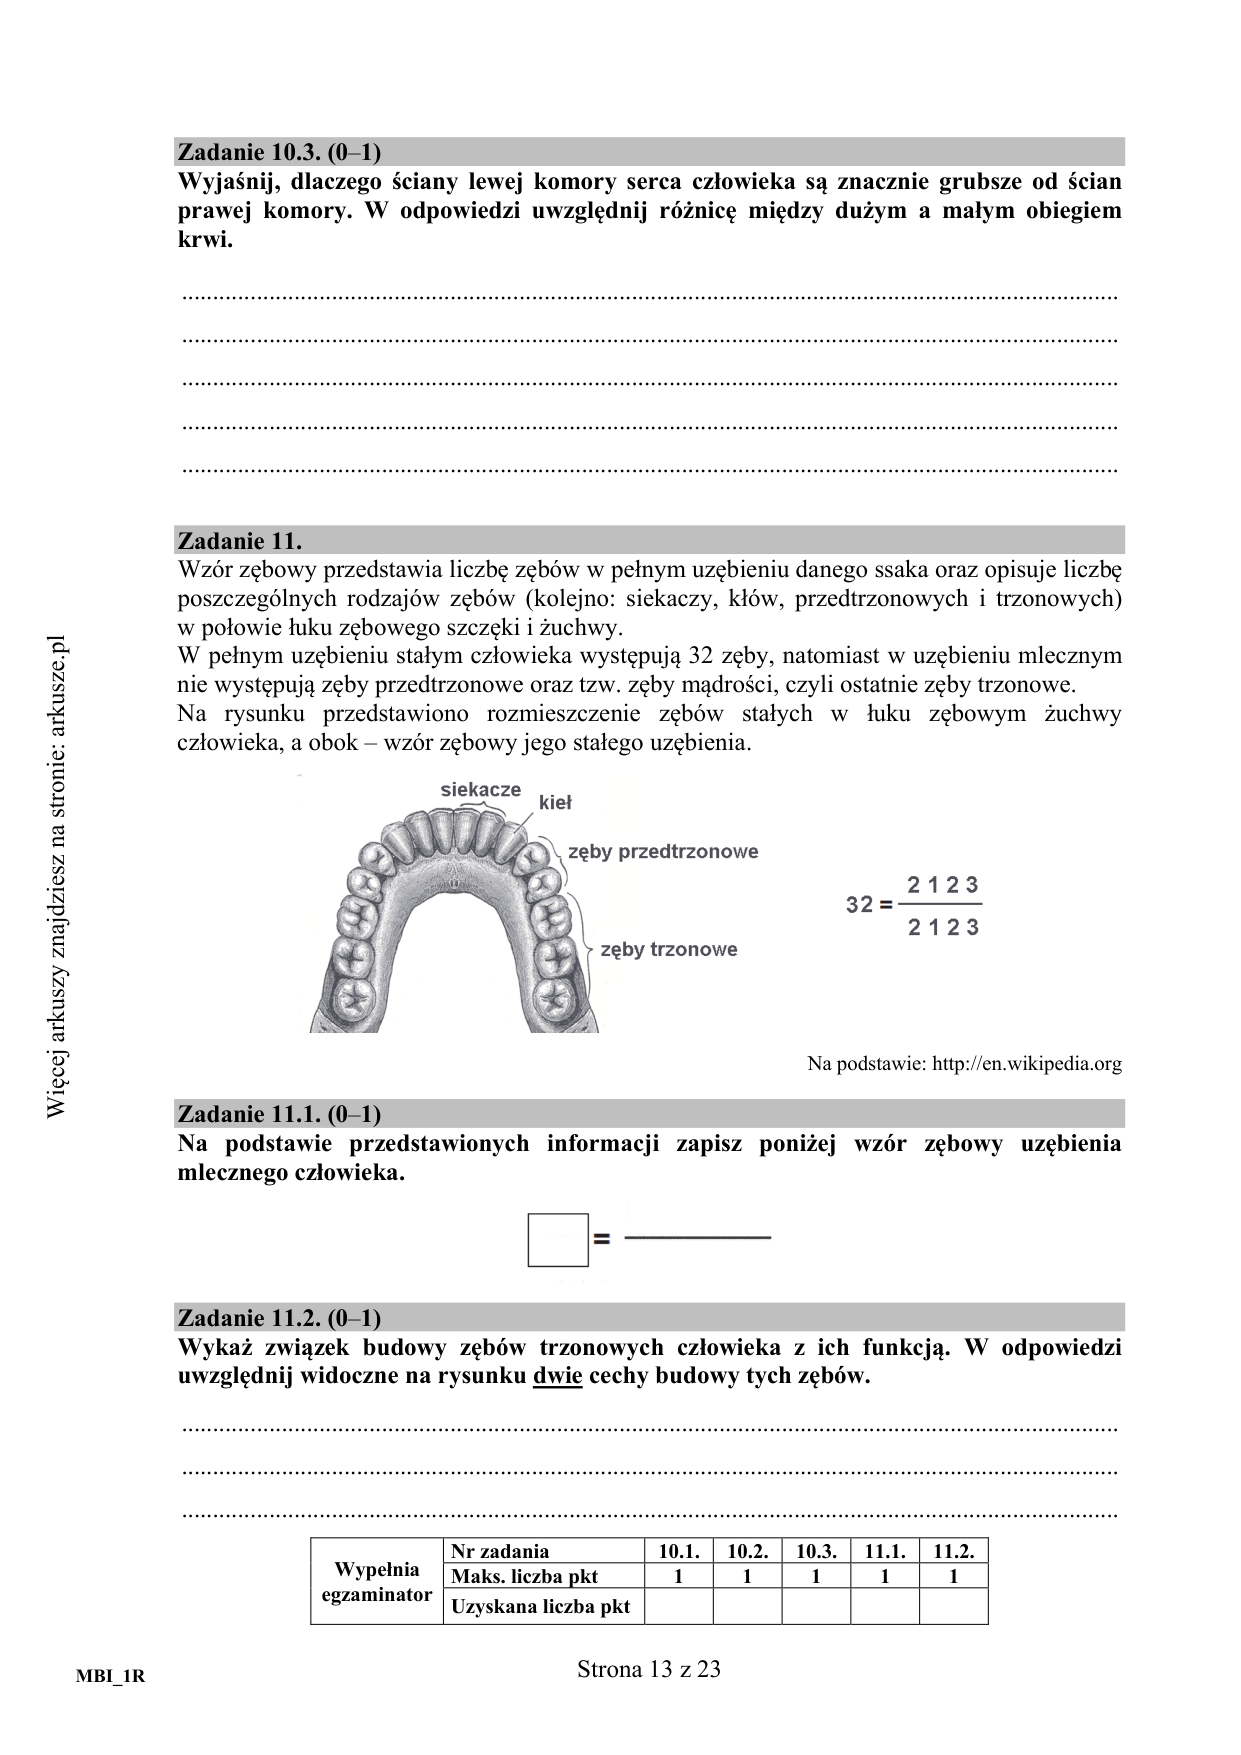 Zadanie 10.3. (0–1)
Wyjaśnij, dlaczego ściany lewej komory serca człowieka są znacznie grubsze od ścian
prawej komory. W odpowiedzi uwzględnij różnicę między dużym a małym obiegiem
krwi.
Zadanie 11.
Wzór zębowy przedstawia liczbę zębów w pełnym uzębieniu danego ssaka oraz opisuje liczbę
poszczególnych rodzajów zębów (kolejno: siekaczy, kłów, przedtrzonowych i trzonowych)
w połowie łuku zębowego szczęki i żuchwy.
W pełnym uzębieniu stałym człowieka występują 32 zęby, natomiast w uzębieniu mlecznym
nie występują zęby przedtrzonowe oraz tzw. zęby mądrości, czyli ostatnie zęby trzonowe.
Na rysunku przedstawiono rozmieszczenie zębów stałych w łuku zębowym żuchwy
człowieka, a obok – wzór zębowy jego stałego uzębienia.
siekacze
kieł
zęby przedtrzonowe
zęby trzonowe
2 1 2 3
32 =
2 1 2 3
Na podstawie: http://en.wikipedia.org
Zadanie 11.1. (0–1)
Na podstawie przedstawionych informacji zapisz poniżej wzór zębowy uzębienia
mlecznego człowieka.
=
Zadanie 11.2. (0–1)
Wykaż związek budowy zębów trzonowych człowieka z ich funkcją. W odpowiedzi
uwzględnij widoczne na rysunku dwie cechy budowy tych zębów.
Wypełnia
egzaminator
Nr zadania 10.1. 10.2. 10.3. 11.1. 11.2.
Maks. liczba pkt 1 1 1 1 1
Uzyskana liczba pkt
MBI_1R
Strona 13 z 23
Więcej arkuszy znajdziesz na stronie: arkusze.pl